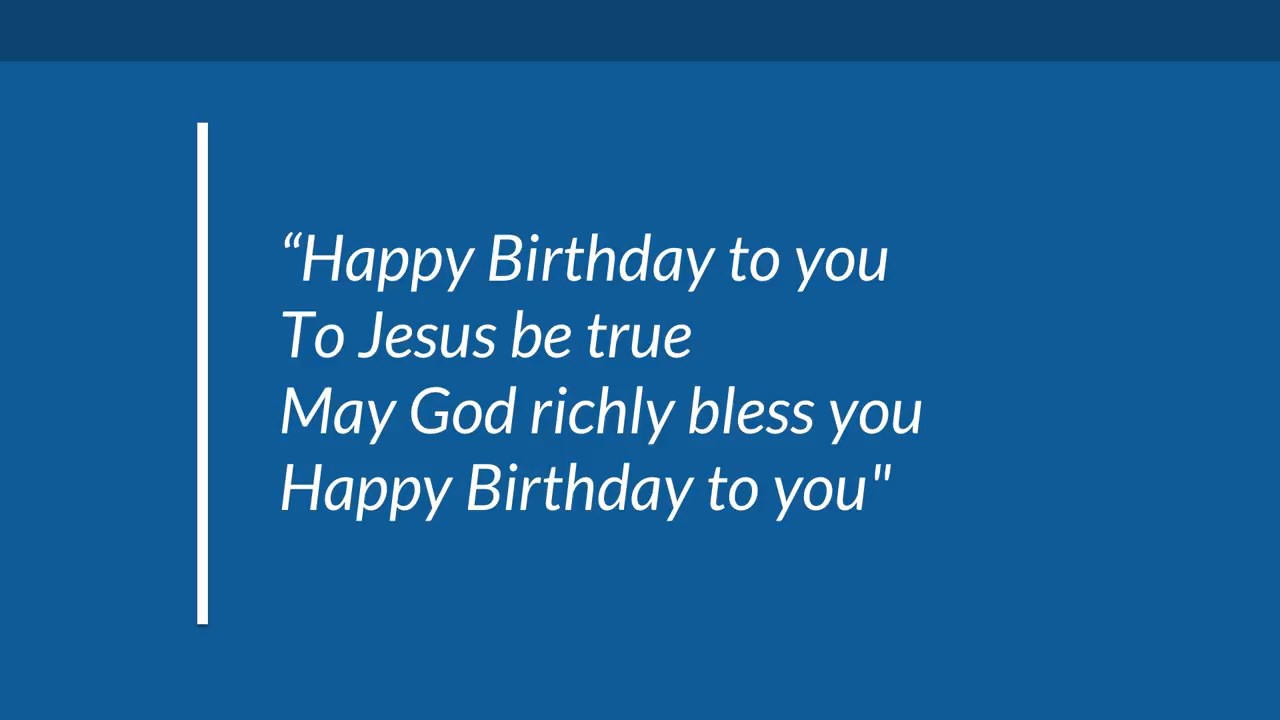 “Happy Birthday to you
To Jesus be true
May God richly bless you
Happy Birthday to you"